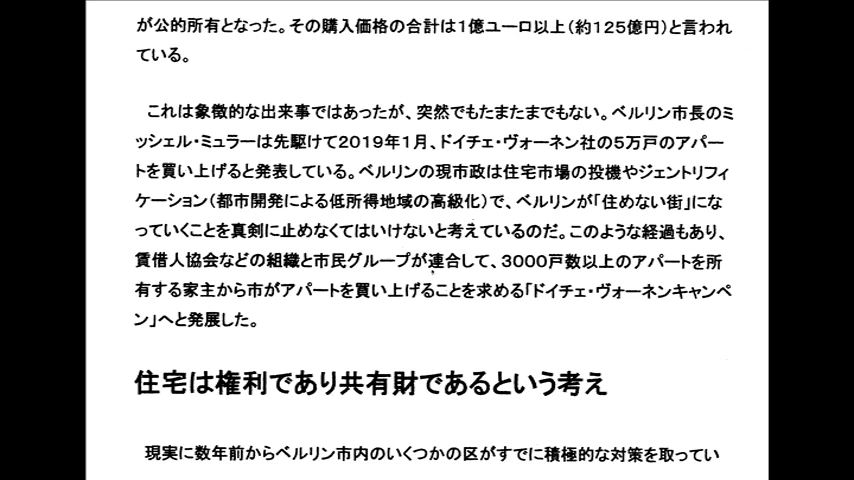 が公的所有となった。その購入価格の合計は1億ユーロ以上（約125億円）と言われ
ている。
これは象徴的な出来事ではあったが、突然でもたまたまでもない。ベルリン市長のミ
ッシェル・ミュラーは先駆けて2019年1月、ドイチェ・ヴォーネン社の5万戸のアパー
トを買い上げると発表している。ベルリンの現市政は住宅市場の投機やジェントリフィ
ケーション（都市開発による低所得地域の高級化）で、ベルリンが「住めない街」にな
っていくことを真剣に止めなくてはいけないと考えているのだ。このような経過もあり、
賃借人協会などの組織と市民グループが連合して、3000戸数以上のアパートを所
有する家主から市がアパートを買い上げることを求める「ドイチェ・ヴォーネンキャンペ
ン」へと発展した。
住宅は権利であり共有財であるという考え
現実に数年前からベルリン市内のいくつかの区がすでに積極的な対策を取ってい